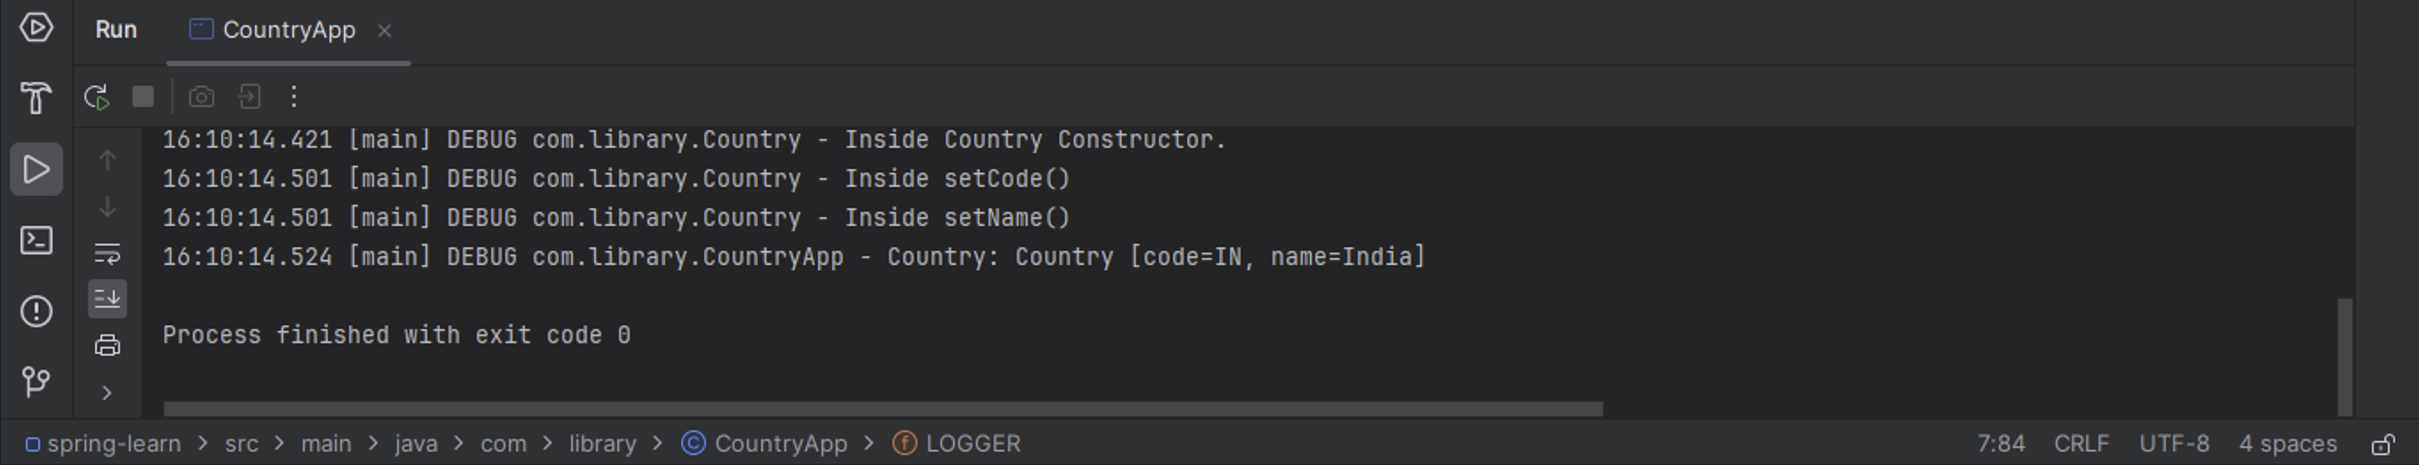 Run CountryApp
16:10:14.421 [main] DEBUG com.library.Country - Inside Country Constructor.
16:10:14.501 [main] DEBUG com.library.Country - Inside setCode()
16:10:14.501 [main] DEBUG com.library.Country - Inside setName()
16:10:14.524 [main] DEBUG com.library.CountryApp - Country: Country [code=IN, name=India]
Process finished with exit code 0
spring-learn > src > main > java > com > library > CountryApp > LOGGER 7:84 CRLF UTF-8 4 spaces